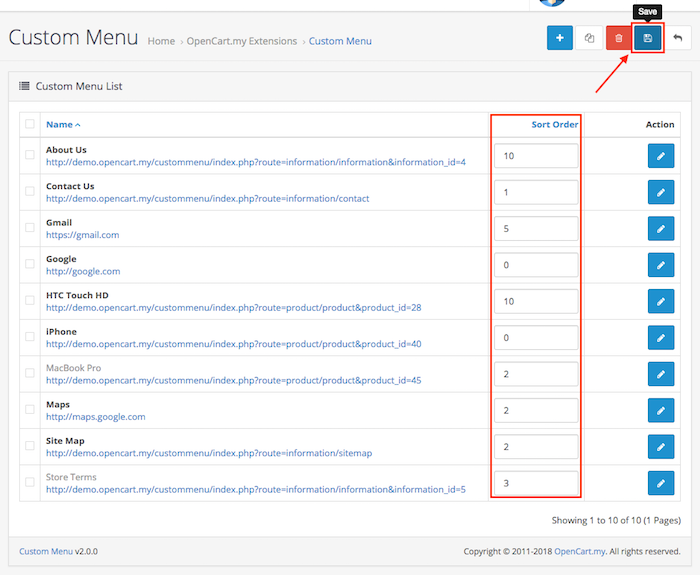 Save
Custom Menu Home › OpenCart.my Extensions › Custom Menu
Custom Menu List
Name Sort Order Action
About Us
http://demo.opencart.my/custommenu/index.php?route=information/information&information_id=4 10
Contact Us
http://demo.opencart.my/custommenu/index.php?route=information/contact 1
Gmail
https://gmail.com 5
Google
http://google.com 0
HTC Touch HD
http://demo.opencart.my/custommenu/index.php?route=product/product&product_id=28 10
iPhone
http://demo.opencart.my/custommenu/index.php?route=product/product&product_id=40 0
MacBook Pro
http://demo.opencart.my/custommenu/index.php?route=product/product&product_id=45 2
Maps
http://maps.google.com 2
Site Map
http://demo.opencart.my/custommenu/index.php?route=information/sitemap 2
Store Terms
http://demo.opencart.my/custommenu/index.php?route=information/information&information_id=5 3
Showing 1 to 10 of 10 (1 Pages)
Custom Menu v2.0.0 Copyright © 2011-2018 OpenCart.my. All rights reserved.